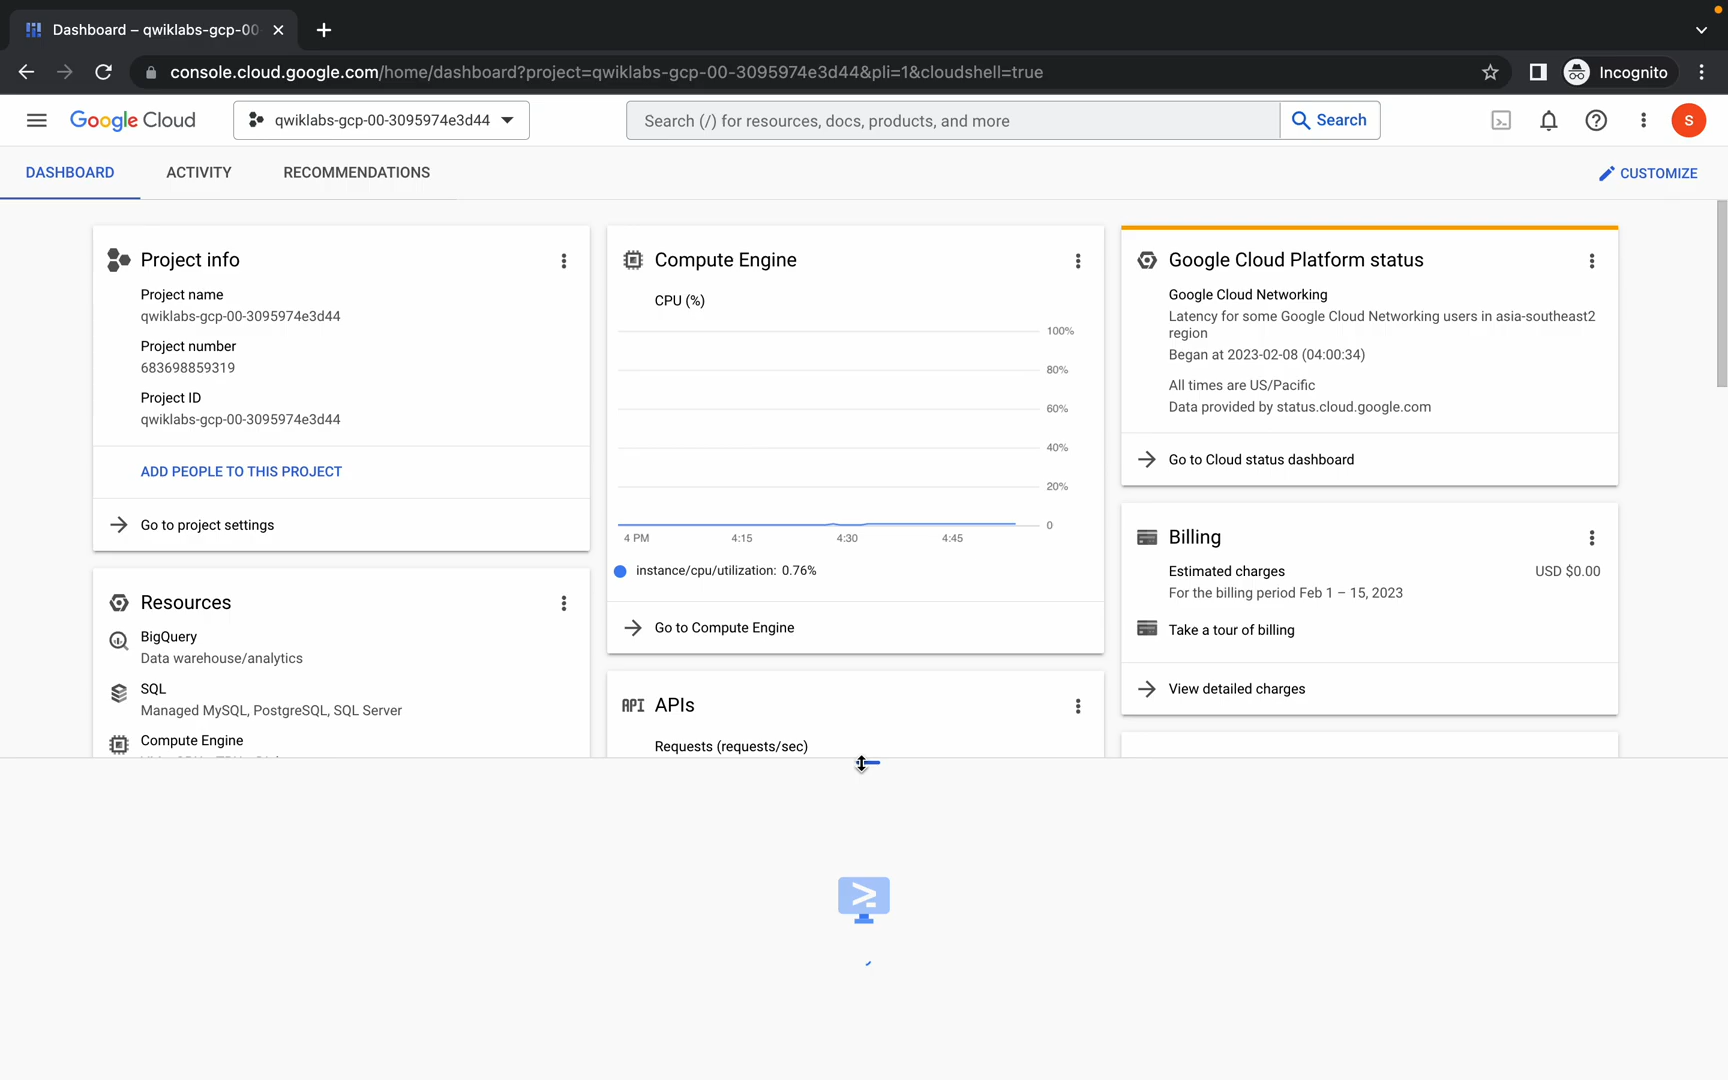 Dashboard – qwiklabs-gcp-00
console.cloud.google.com/home/dashboard?project=qwiklabs-gcp-00-3095974e3d44&pli=1&cloudshell=true
Incognito
Google Cloud
qwiklabs-gcp-00-3095974e3d44
Search (/) for resources, docs, products, and more
Search
S
DASHBOARD
ACTIVITY
RECOMMENDATIONS
CUSTOMIZE
Project info
Project name
qwiklabs-gcp-00-3095974e3d44
Project number
683698859319
Project ID
qwiklabs-gcp-00-3095974e3d44
ADD PEOPLE TO THIS PROJECT
Go to project settings
Resources
BigQuery
Data warehouse/analytics
SQL
Managed MySQL, PostgreSQL, SQL Server
Compute Engine
Compute Engine
CPU (%)
100%
80%
60%
40%
20%
0
4 PM
4:15
4:30
4:45
instance/cpu/utilization: 0.76%
Go to Compute Engine
API APIs
Requests (requests/sec)
Google Cloud Platform status
Google Cloud Networking
Latency for some Google Cloud Networking users in asia-southeast2
region
Began at 2023-02-08 (04:00:34)
All times are US/Pacific
Data provided by status.cloud.google.com
Go to Cloud status dashboard
Billing
Estimated charges
USD $0.00
For the billing period Feb 1 – 15, 2023
Take a tour of billing
View detailed charges